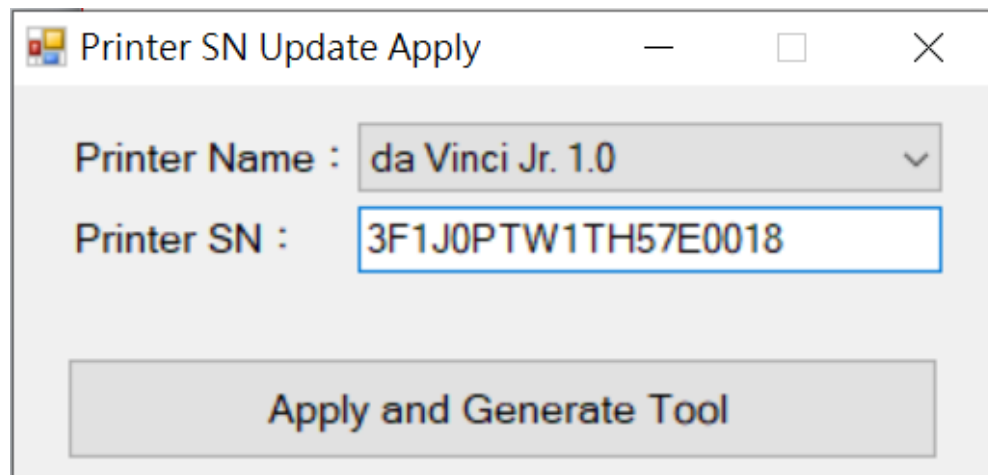 Printer SN Update Apply
Printer Name : da Vinci Jr. 1.0
Printer SN : 3F1J0PTW1TH57E0018
Apply and Generate Tool